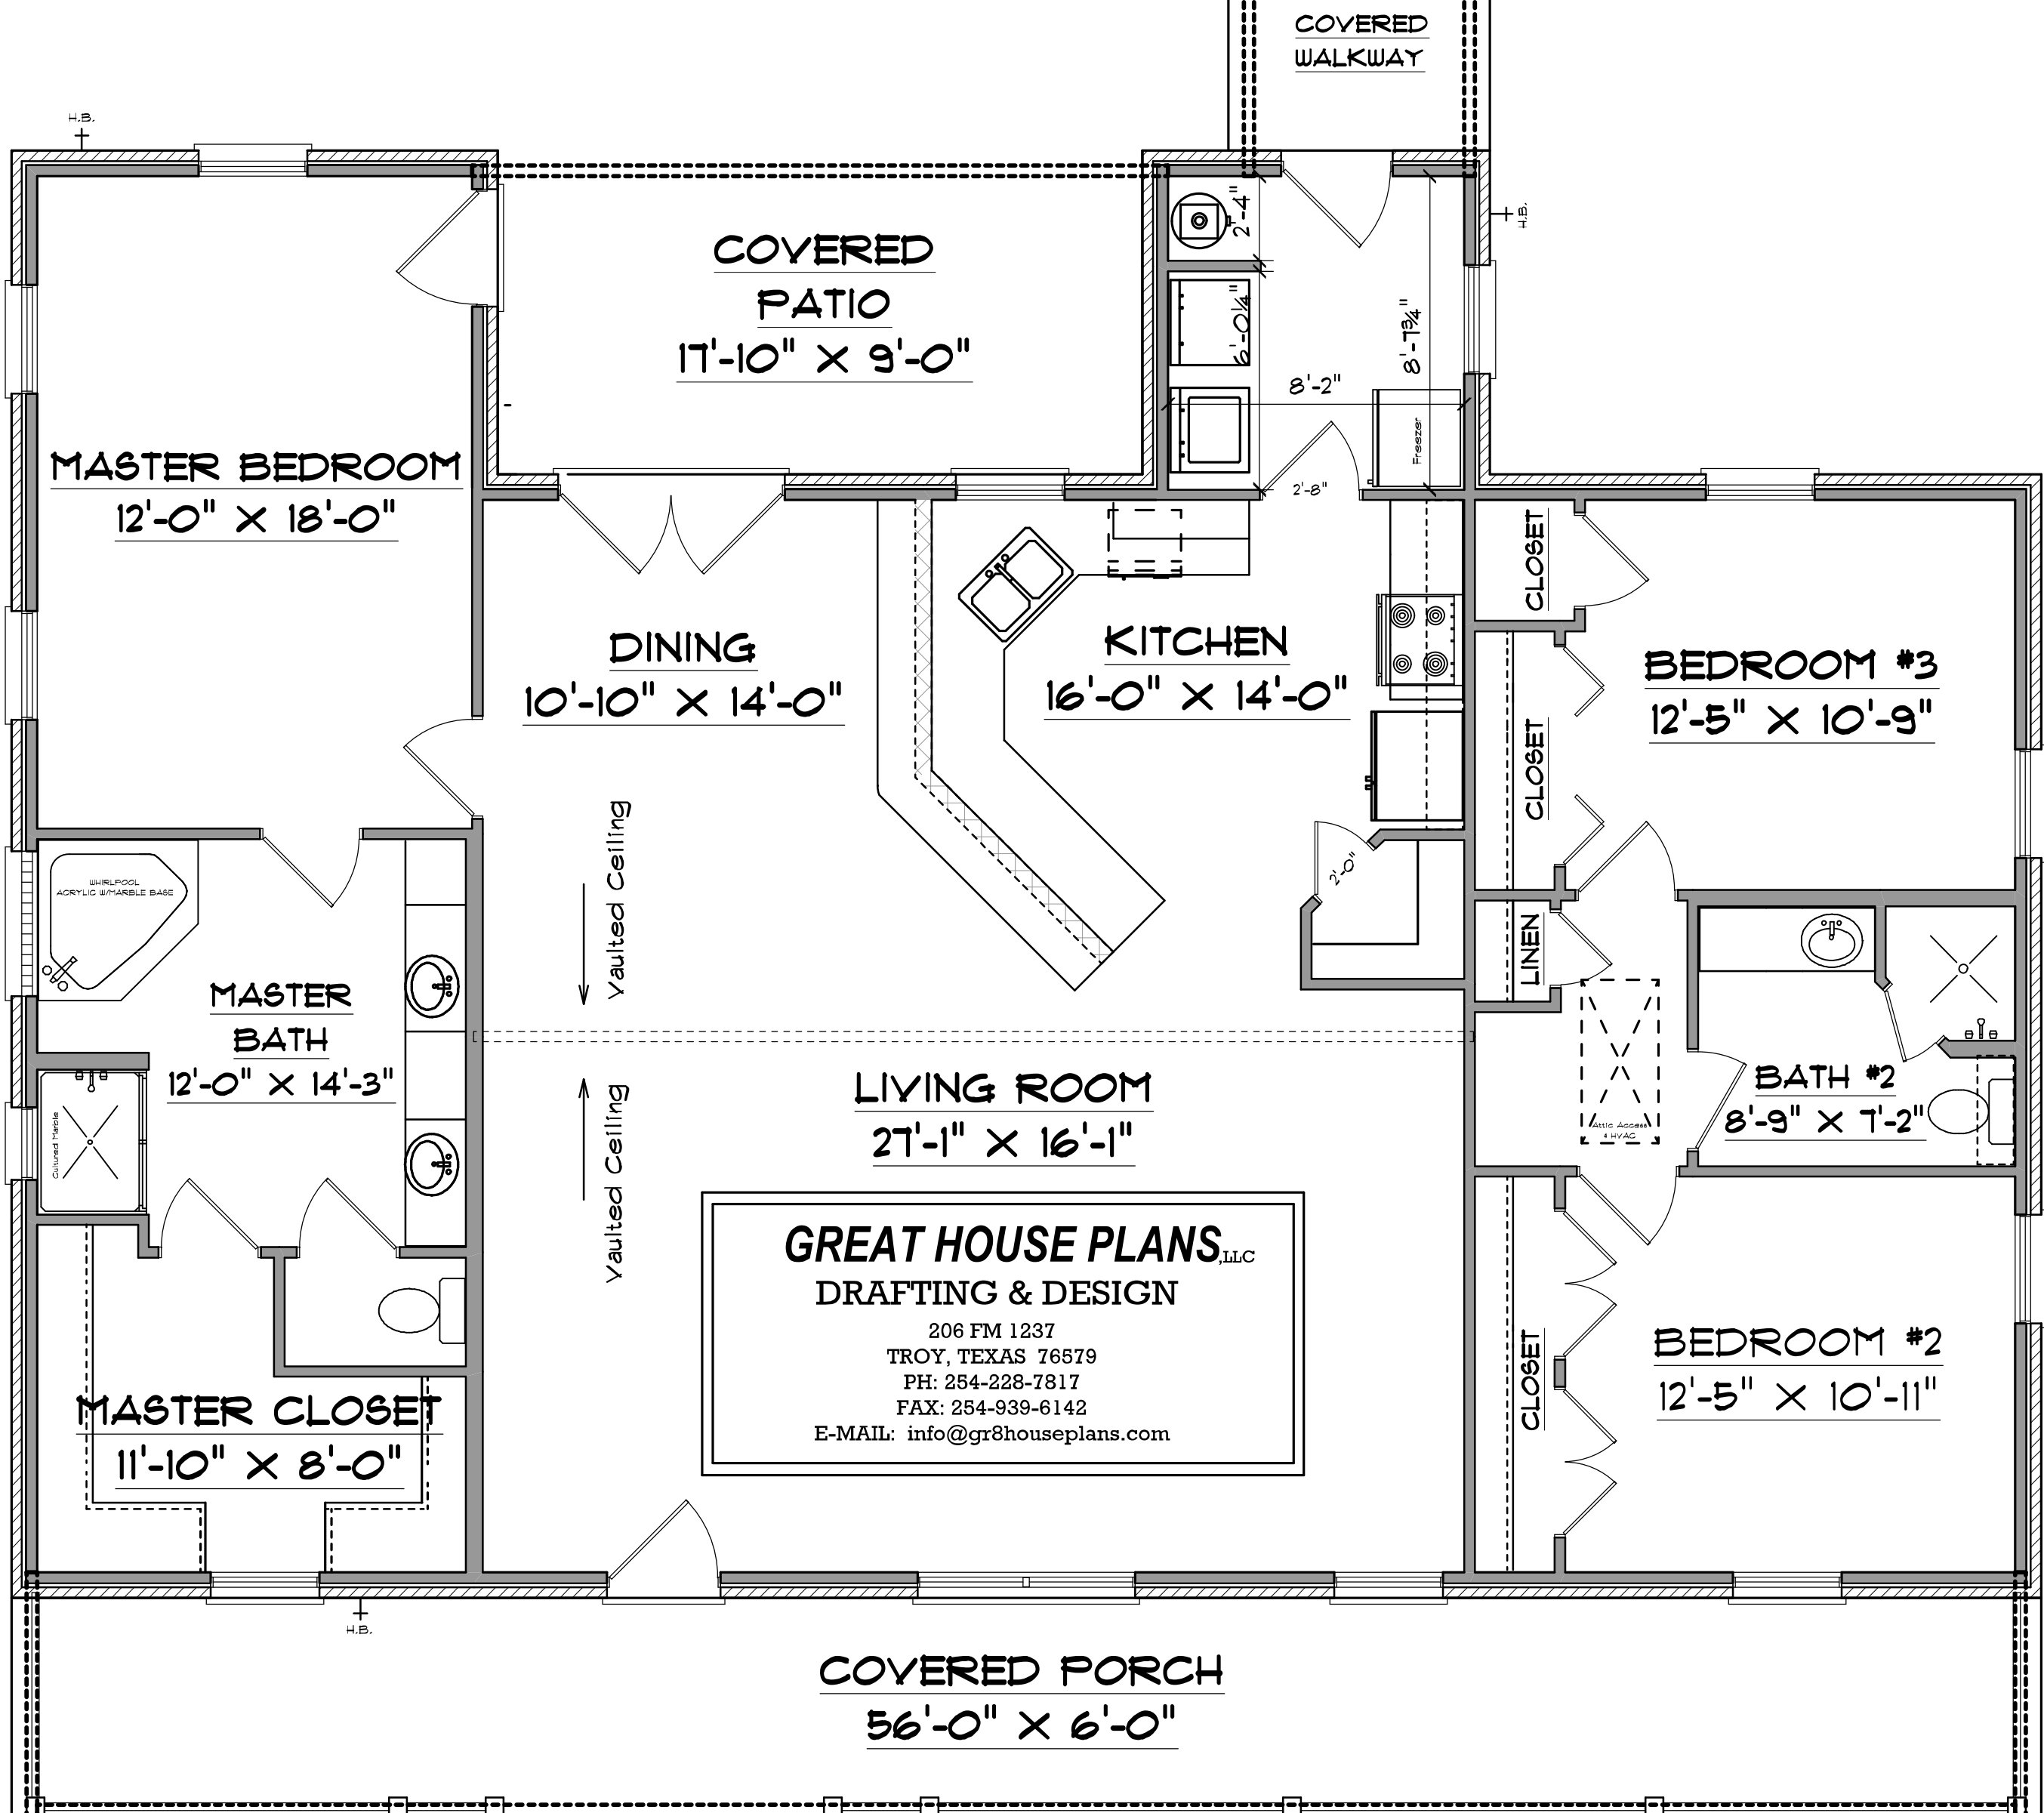 COVERED
WALKWAY
H.B.
H.B.
COVERED
PATIO
17'-10" X 9'-0"
2'-4"
6'-0¼"
8'-7¾"
8'-2"
Freezer
2'-8"
MASTER BEDROOM
12'-0" X 18'-0"
DINING
10'-10" X 14'-0"
KITCHEN
16'-0" X 14'-0"
CLOSET
BEDROOM #3
12'-5" X 10'-9"
CLOSET
Vaulted Ceiling
2'-0"
WHIRLPOOL
ACRYLIC W/MARBLE BASE
LINEN
MASTER
BATH
12'-0" X 14'-3"
Cultured Marble
LIVING ROOM
27'-1" X 16'-1"
Vaulted Ceiling
BATH #2
8'-9" X 7'-2"
Attic Access
& HVAC
GREAT HOUSE PLANS,LLC
DRAFTING & DESIGN
206 FM 1237
TROY, TEXAS 76579
PH: 254-228-7817
FAX: 254-939-6142
E-MAIL: info@gr8houseplans.com
CLOSET
BEDROOM #2
12'-5" X 10'-11"
MASTER CLOSET
11'-10" X 8'-0"
H.B.
COVERED PORCH
56'-0" X 6'-0"